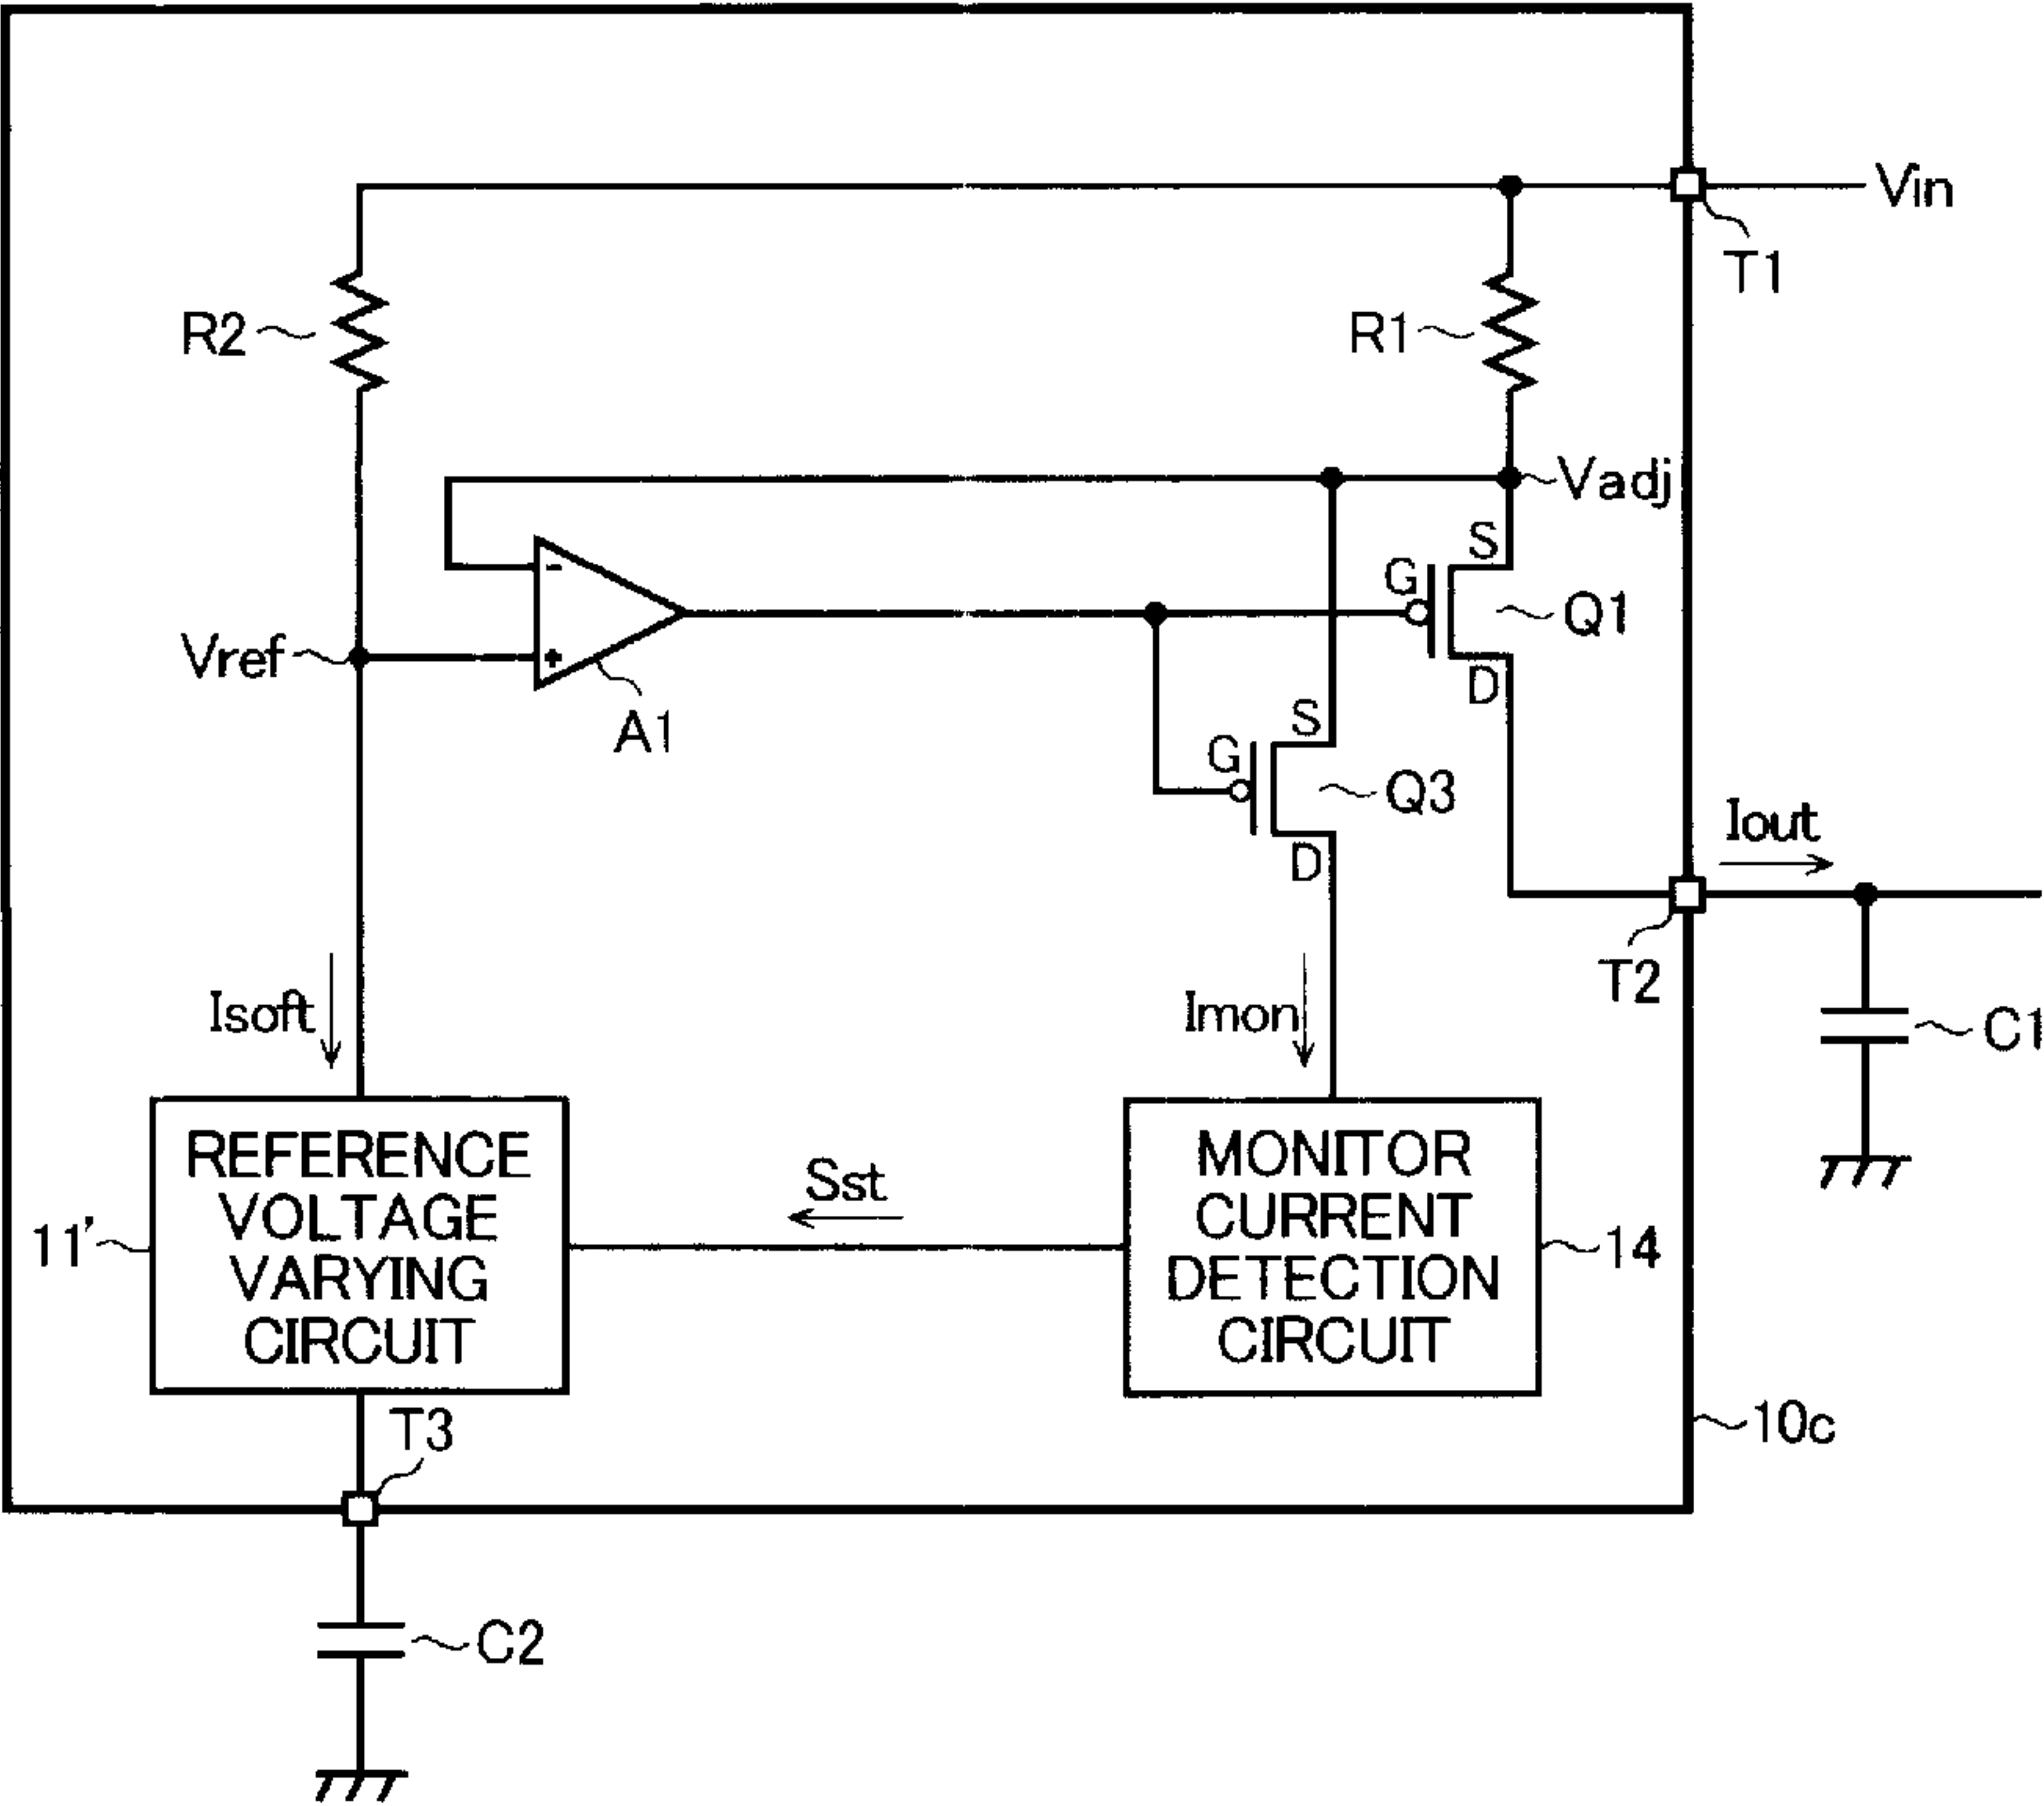 Vin
T1
R2
R1
Vadj
S
G
Q1
-
Vref
+
D
A1
S
G
Q3
D
Iout
T2
Isoft
Imon
C1
REFERENCE
VOLTAGE
VARYING
CIRCUIT
11'
Sst
MONITOR
CURRENT
DETECTION
CIRCUIT
14
T3
10c
C2